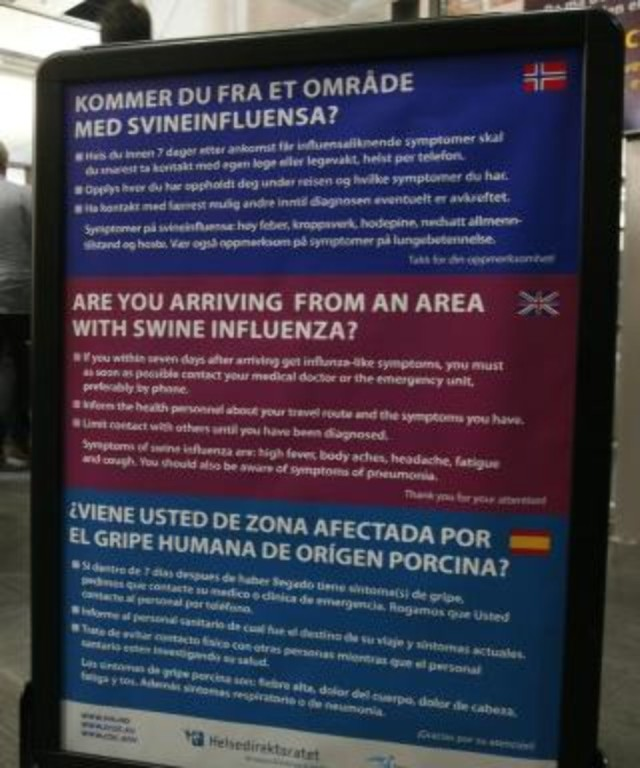 KOMMER DU FRA ET OMRÅDE
MED SVINEINFLUENSA?
Hvis du innen 7 dager etter ankomst får influensaliknende symptomer skal
du snarest ta kontakt med egen lege eller legevakt, helst per telefon.
Opplys hvor du har oppholdt deg under reisen og hvilke symptomer du har.
Ha kontakt med færrest mulig andre inntil diagnosen eventuelt er avkreftet.
Symptomer på svineinfluensa: høy feber, kroppsverk, hodepine, nedsatt allmenn-
tilstand og hoste. Vær også oppmerksom på symptomer på lungebetennelse.
Takk for din oppmerksomhet!
ARE YOU ARRIVING FROM AN AREA
WITH SWINE INFLUENZA?
If you within seven days after arriving get influnza-like symptoms, you must
as soon as possible contact your medical doctor or the emergency unit,
preferably by phone.
Inform the health personnel about your travel route and the symptoms you have.
Limit contact with others until you have been diagnosed.
Symptoms of swine influenza are: high fever, body aches, headache, fatigue
and cough. You should also be aware of symptoms of pneumonia.
Thank you for your attention!
¿VIENE USTED DE ZONA AFECTADA POR
EL GRIPE HUMANA DE ORÍGEN PORCINA?
Si dentro de 7 días despues de haber llegado tiene sintoma(s) de gripe,
pedimos que contacte su medico o clinica de emergencia. Rogamos que Usted
contacte al personal por teléfono.
Informe al personal sanitario de cual fue el destino de su viaje y sintomas actuales.
Trate de evitar contacto físico con otras personas mientras que el personal
sanitario esten investigando su salud.
Los sintomas de gripe porcina son: fiebre alta, dolor del cuerpo, dolor de cabeza,
fatiga y tos. Además sintomas respiratorio o de neumonia.
¡Gracias por su atención!
Helsedirektoratet